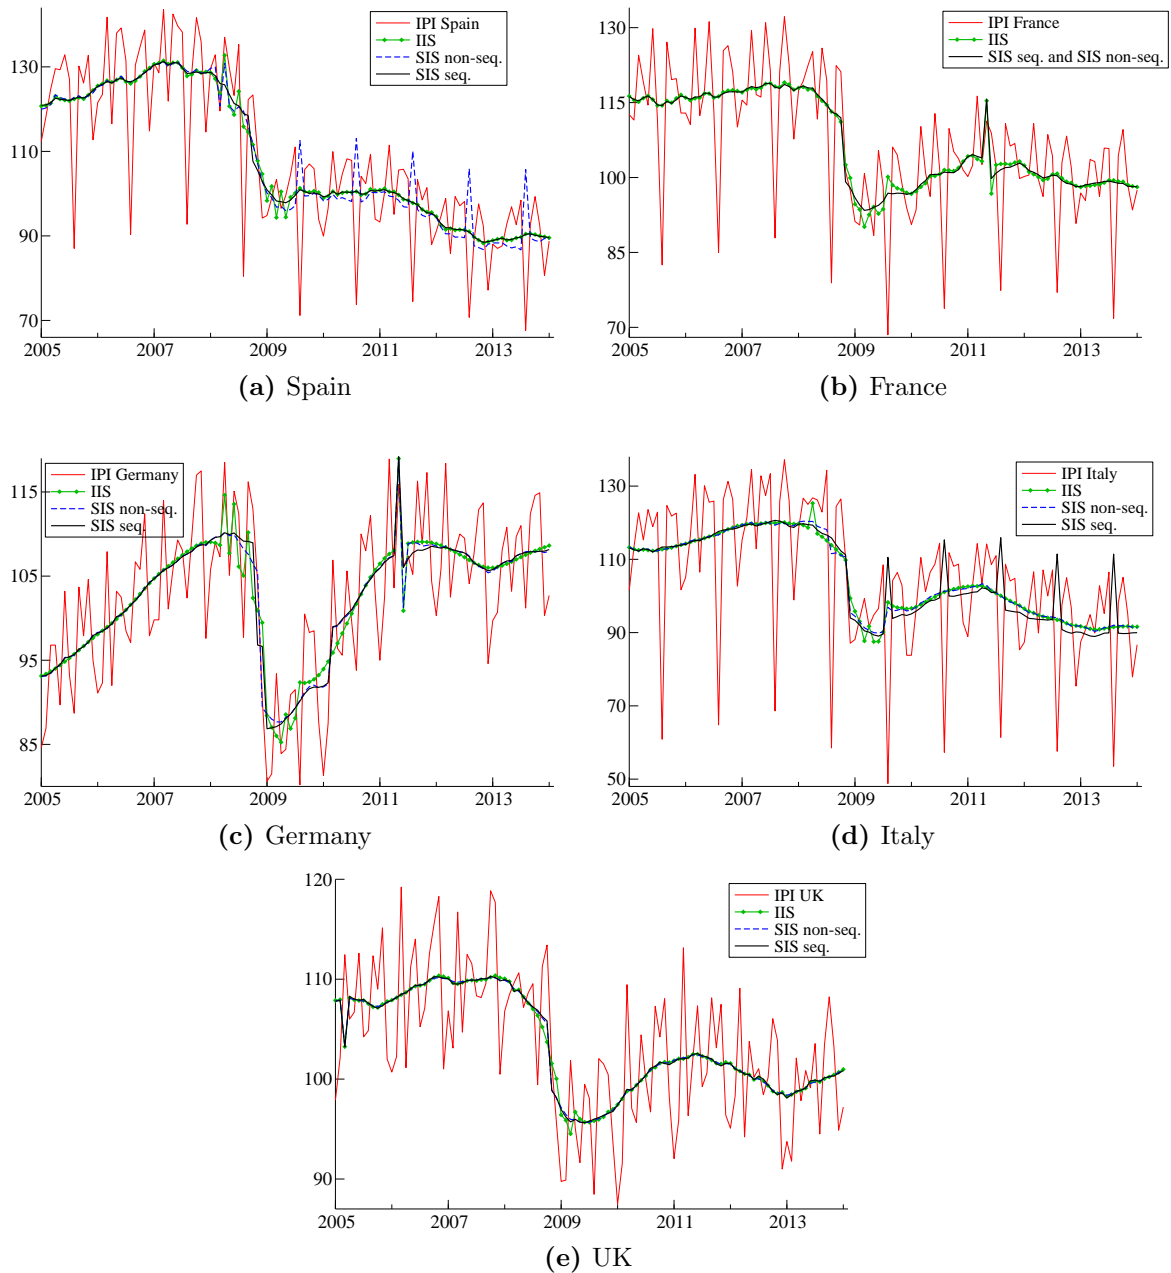 IPI Spain
IIS
SIS non-seq.
SIS seq.
130
110
90
70
2005 2007 2009 2011 2013
(a) Spain
IPI France
IIS
SIS seq. and SIS non-seq.
130
115
100
85
70
2005 2007 2009 2011 2013
(b) France
IPI Germany
IIS
SIS non-seq.
SIS seq.
115
105
95
85
2005 2007 2009 2011 2013
(c) Germany
IPI Italy
IIS
SIS non-seq.
SIS seq.
130
110
90
70
50
2005 2007 2009 2011 2013
(d) Italy
IPI UK
IIS
SIS non-seq.
SIS seq.
120
110
100
90
2005 2007 2009 2011 2013
(e) UK